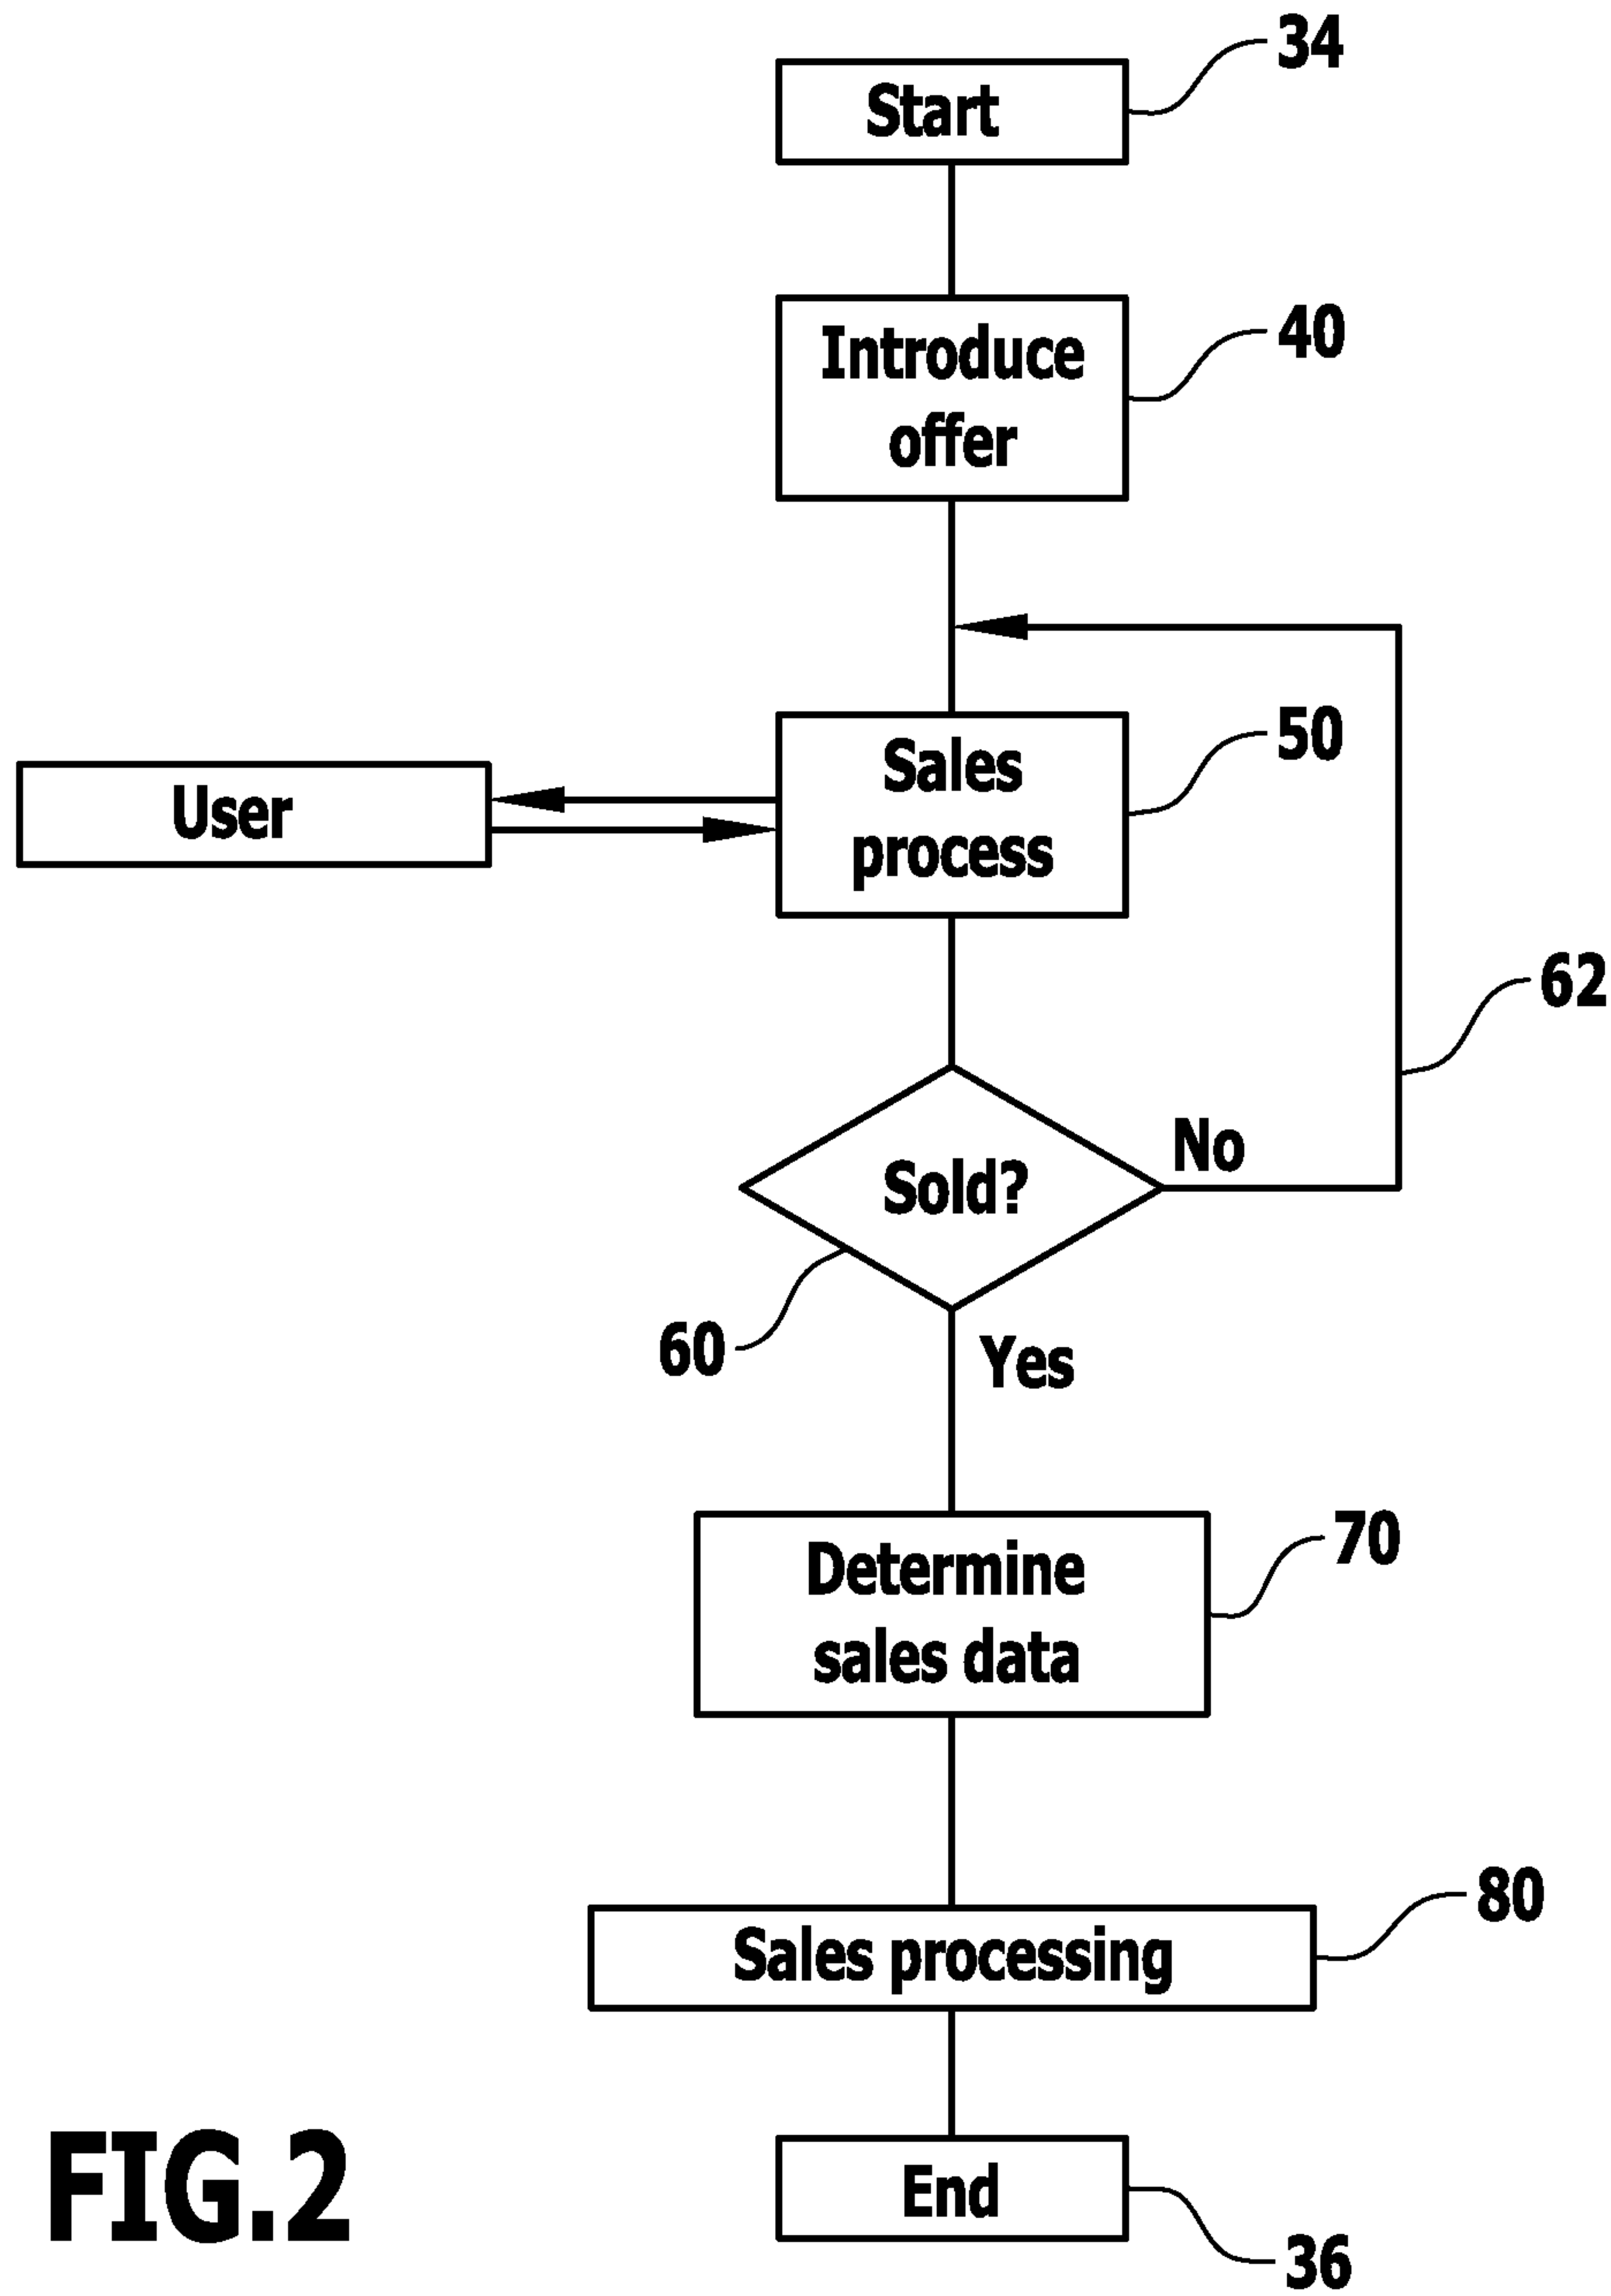 34
Start
40
Introduce
offer
50
Sales
process
User
62
No
Sold?
60
Yes
70
Determine
sales data
80
Sales processing
End
36
FIG.2